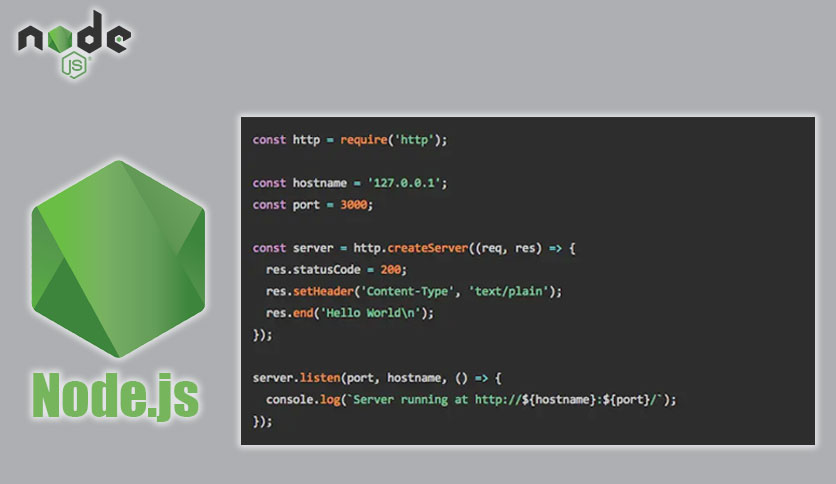 node
JS
Node.js
const http = require('http');
const hostname = '127.0.0.1';
const port = 3000;
const server = http.createServer((req, res) => {
  res.statusCode = 200;
  res.setHeader('Content-Type', 'text/plain');
  res.end('Hello World\n');
});
server.listen(port, hostname, () => {
  console.log(`Server running at http://${hostname}:${port}/`);
});